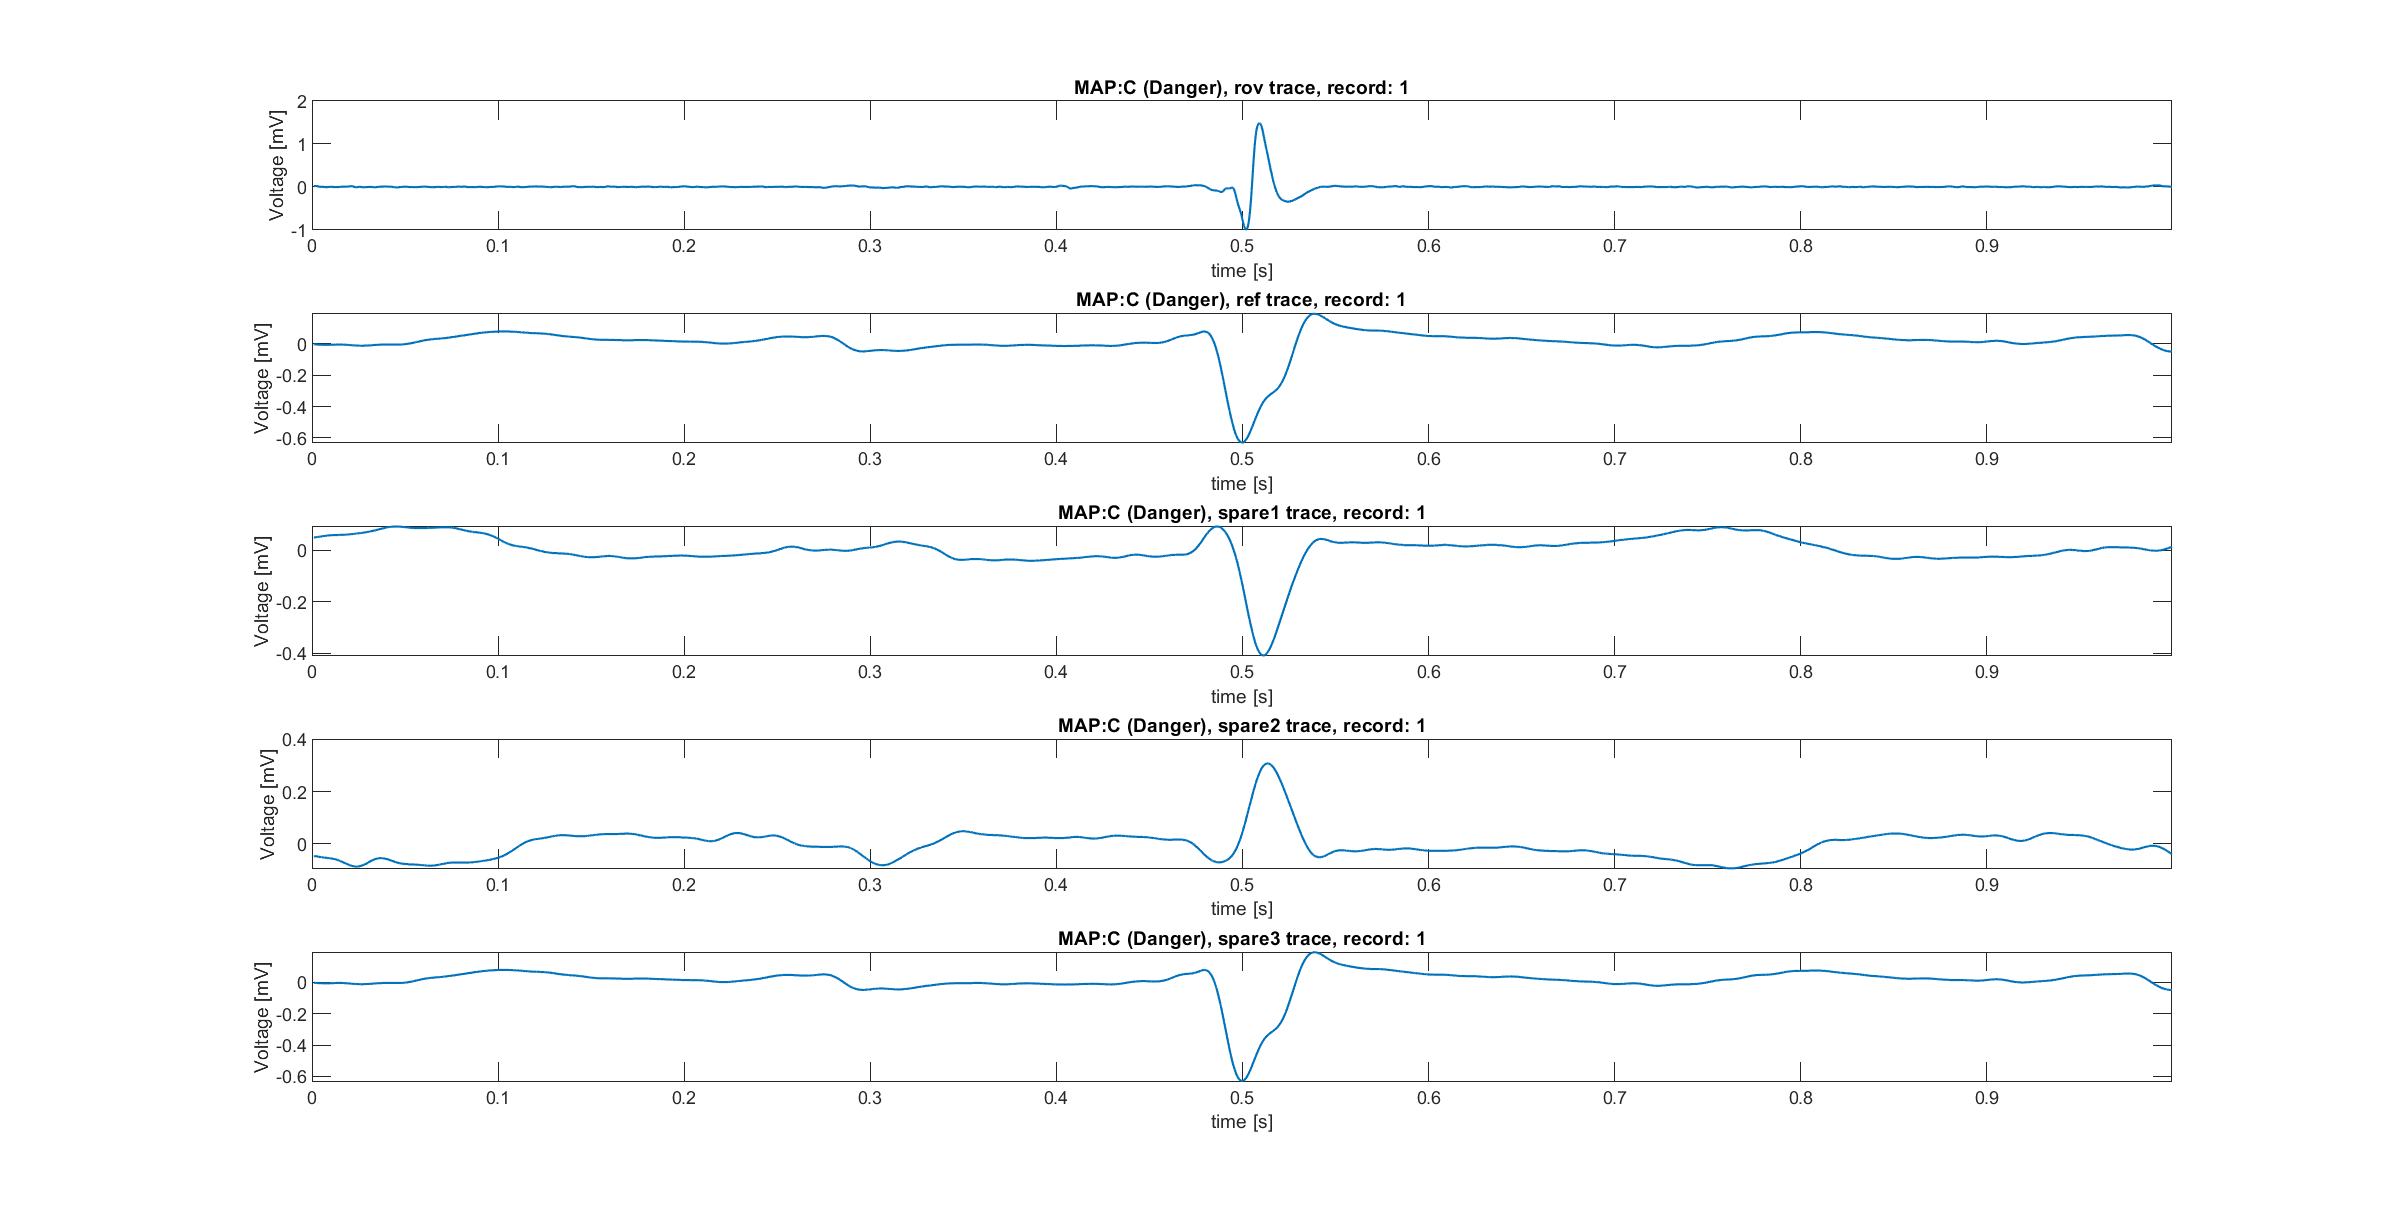 MAP:C (Danger), rov trace, record: 1
Voltage [mV]
2
1
0
-1
0 0.1 0.2 0.3 0.4 0.5 0.6 0.7 0.8 0.9
time [s]
MAP:C (Danger), ref trace, record: 1
Voltage [mV]
0
-0.2
-0.4
-0.6
0 0.1 0.2 0.3 0.4 0.5 0.6 0.7 0.8 0.9
time [s]
MAP:C (Danger), spare1 trace, record: 1
Voltage [mV]
0
-0.2
-0.4
0 0.1 0.2 0.3 0.4 0.5 0.6 0.7 0.8 0.9
time [s]
MAP:C (Danger), spare2 trace, record: 1
Voltage [mV]
0.4
0.2
0
0 0.1 0.2 0.3 0.4 0.5 0.6 0.7 0.8 0.9
time [s]
MAP:C (Danger), spare3 trace, record: 1
Voltage [mV]
0
-0.2
-0.4
-0.6
0 0.1 0.2 0.3 0.4 0.5 0.6 0.7 0.8 0.9
time [s]